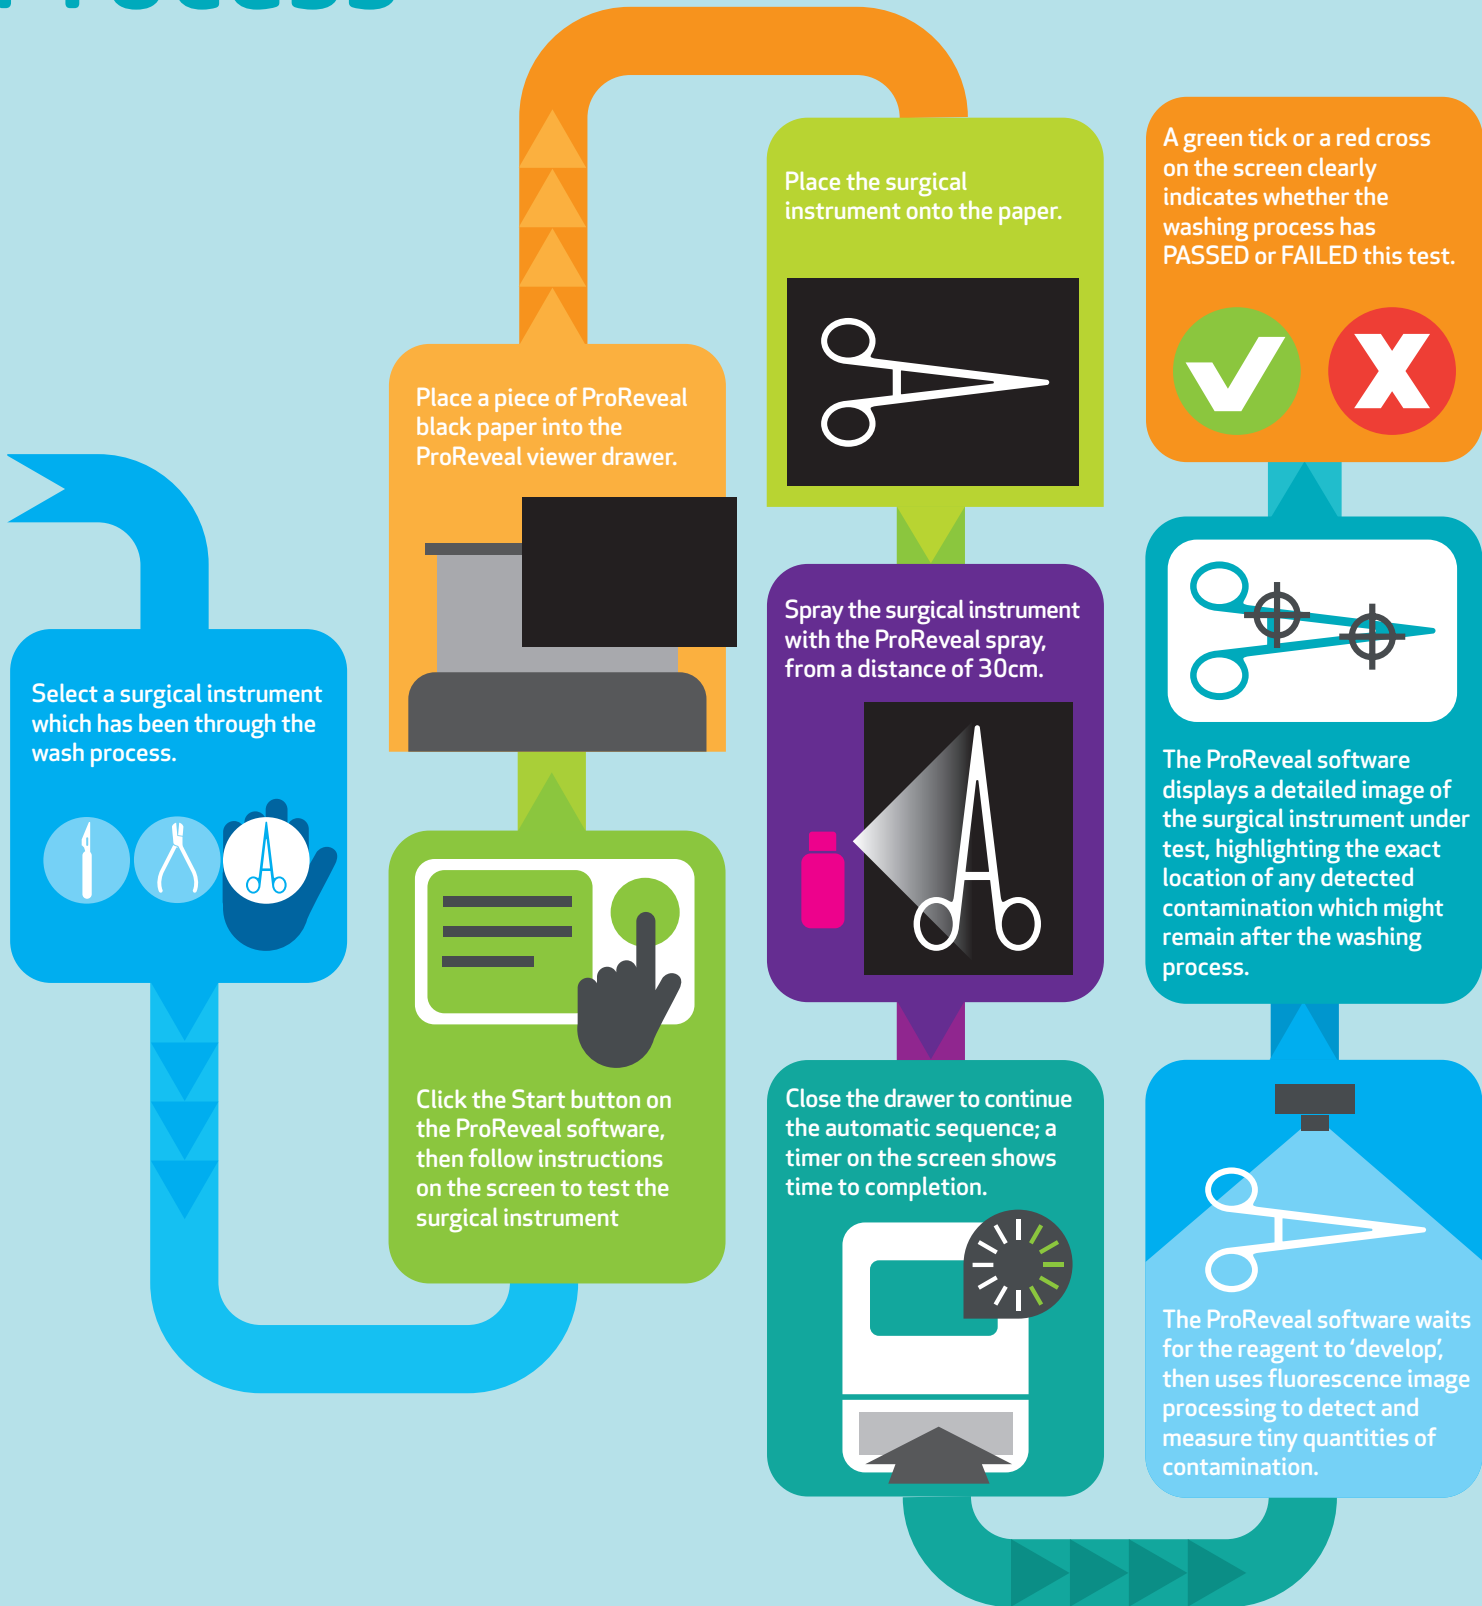 Process
Select a surgical instrument
which has been through the
wash process.
Click the Start button on
the ProReveal software,
then follow instructions
on the screen to test the
surgical instrument
Place a piece of ProReveal
black paper into the
ProReveal viewer drawer.
Place the surgical
instrument onto the paper.
Spray the surgical instrument
with the ProReveal spray,
from a distance of 30cm.
Close the drawer to continue
the automatic sequence; a
timer on the screen shows
time to completion.
The ProReveal software waits
for the reagent to ‘develop’,
then uses fluorescence image
processing to detect and
measure tiny quantities of
contamination.
The ProReveal software
displays a detailed image of
the surgical instrument under
test, highlighting the exact
location of any detected
contamination which might
remain after the washing
process.
A green tick or a red cross
on the screen clearly
indicates whether the
washing process has
PASSED or FAILED this test.